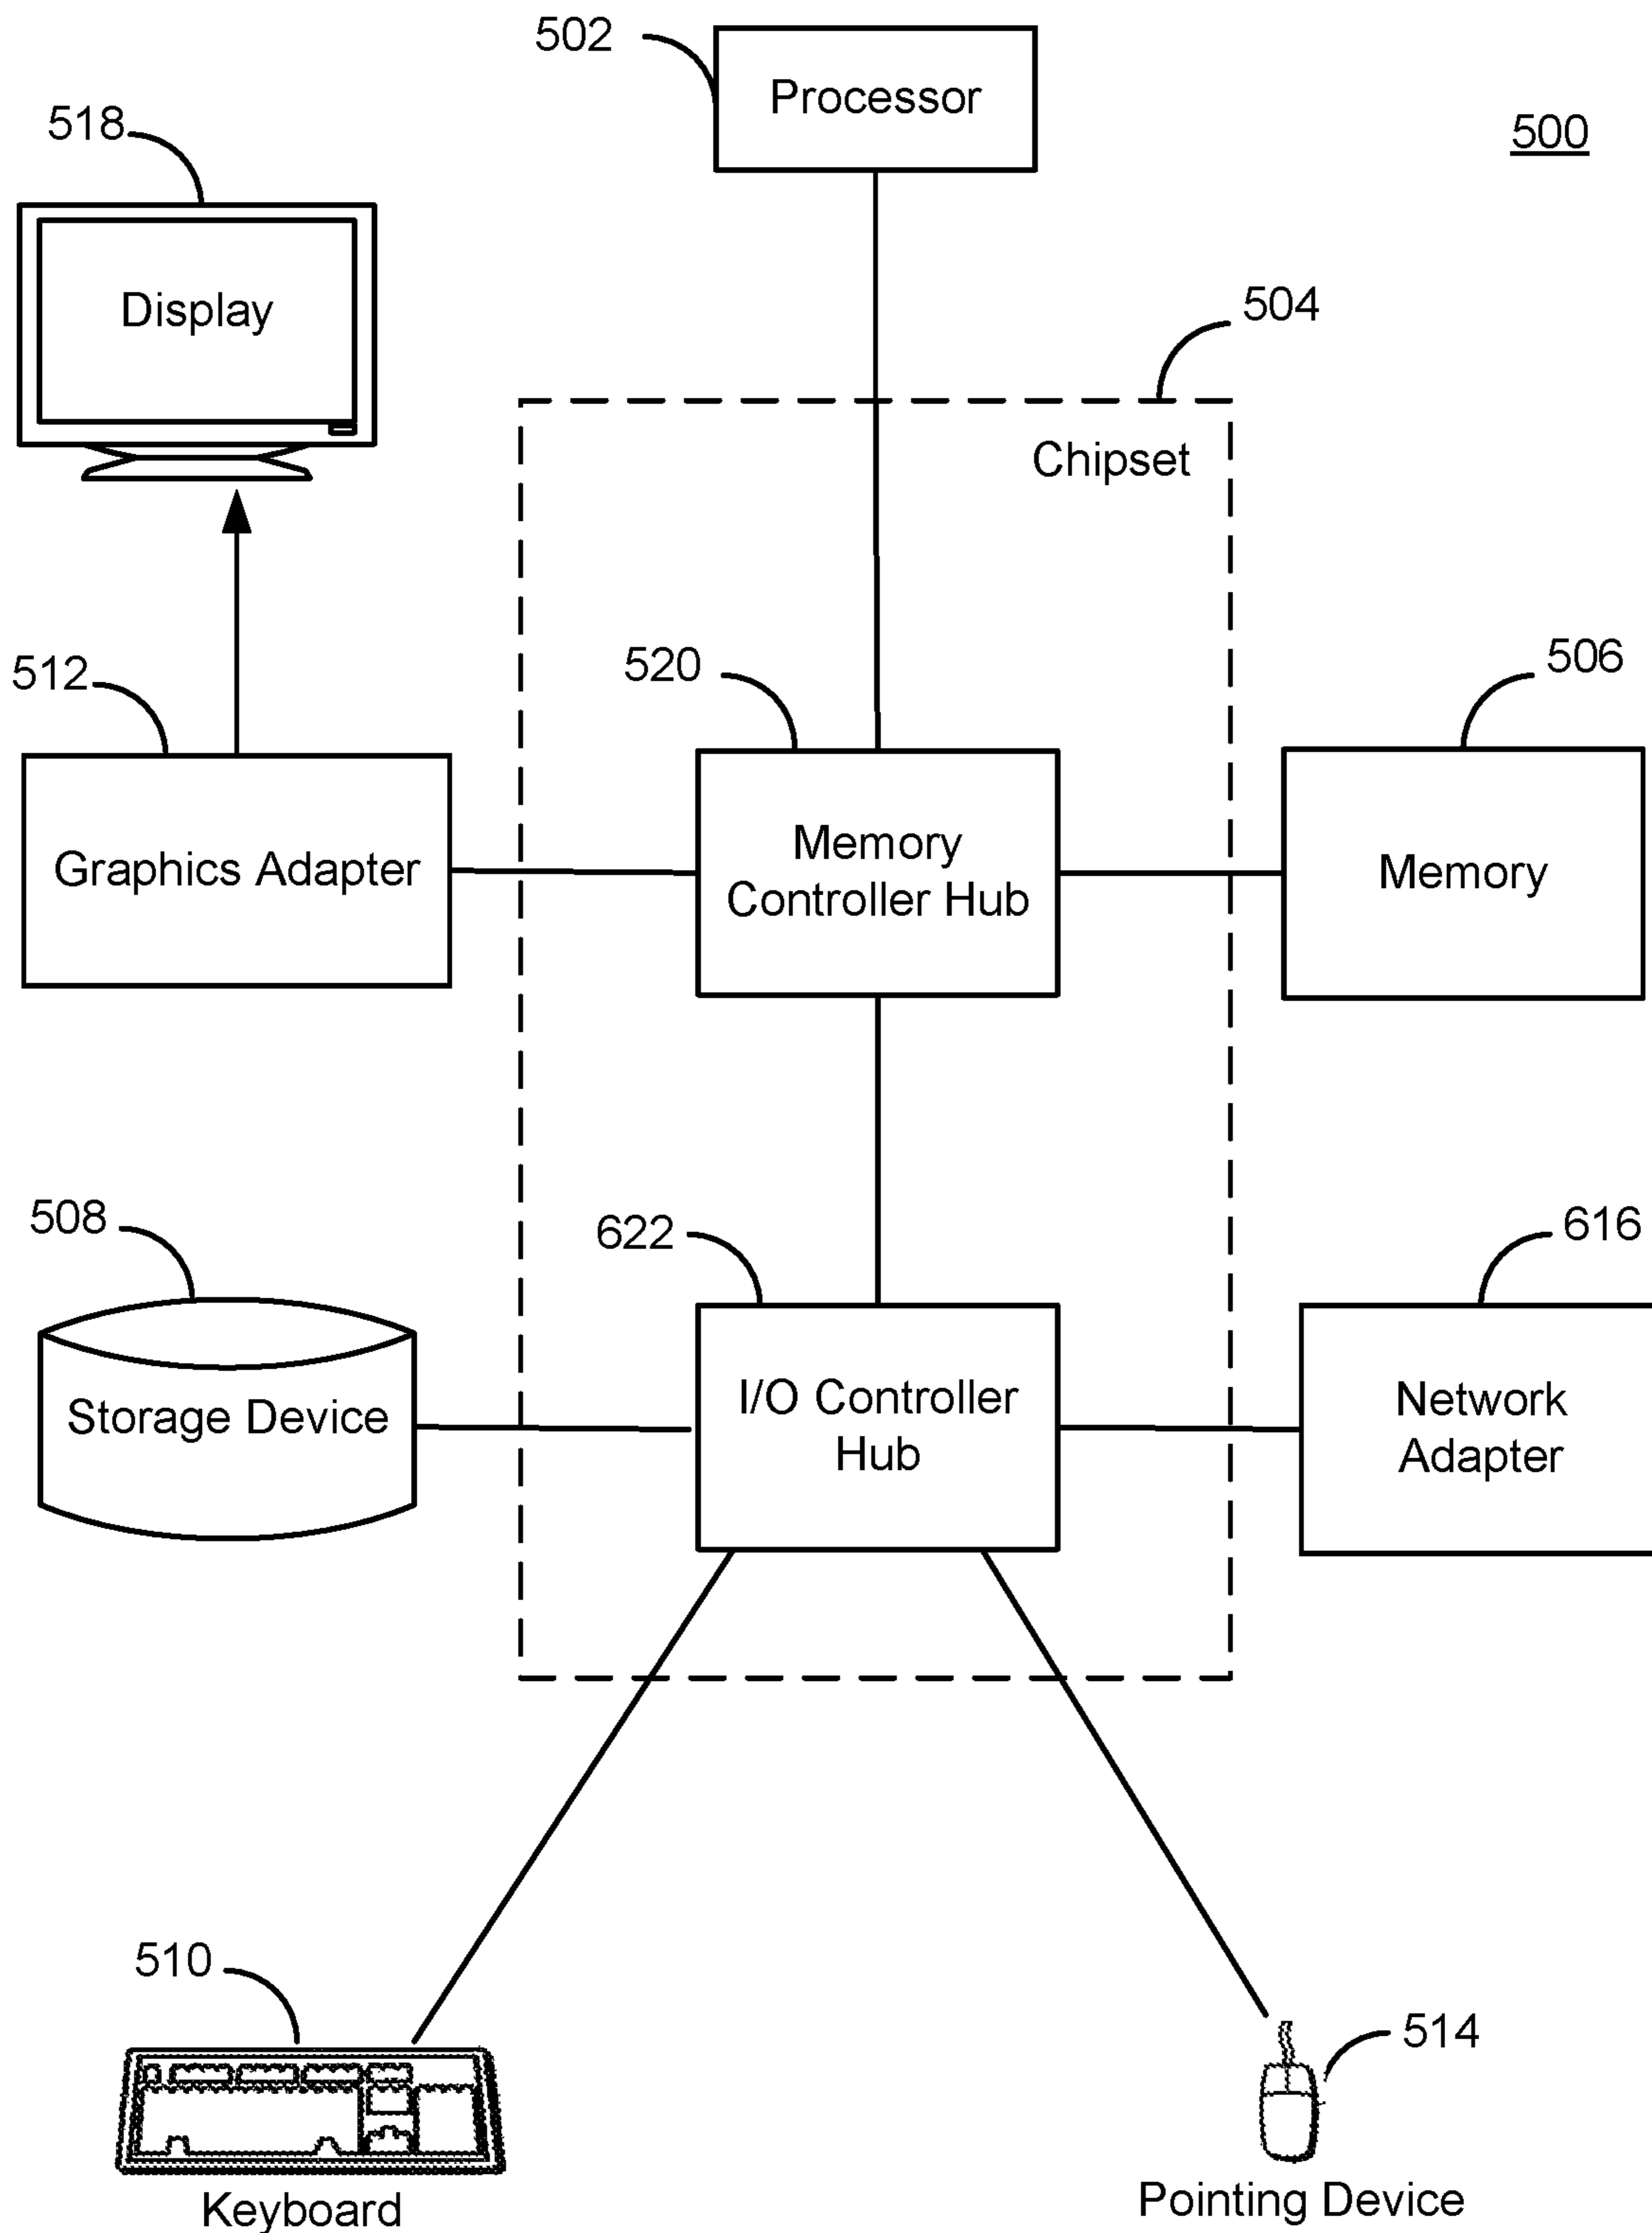 502
Processor
500
518
Display
504
Chipset
512
520
506
Graphics Adapter
Memory
Controller Hub
Memory
508
622
616
Storage Device
I/O Controller
Hub
Network
Adapter
510
514
Keyboard
Pointing Device